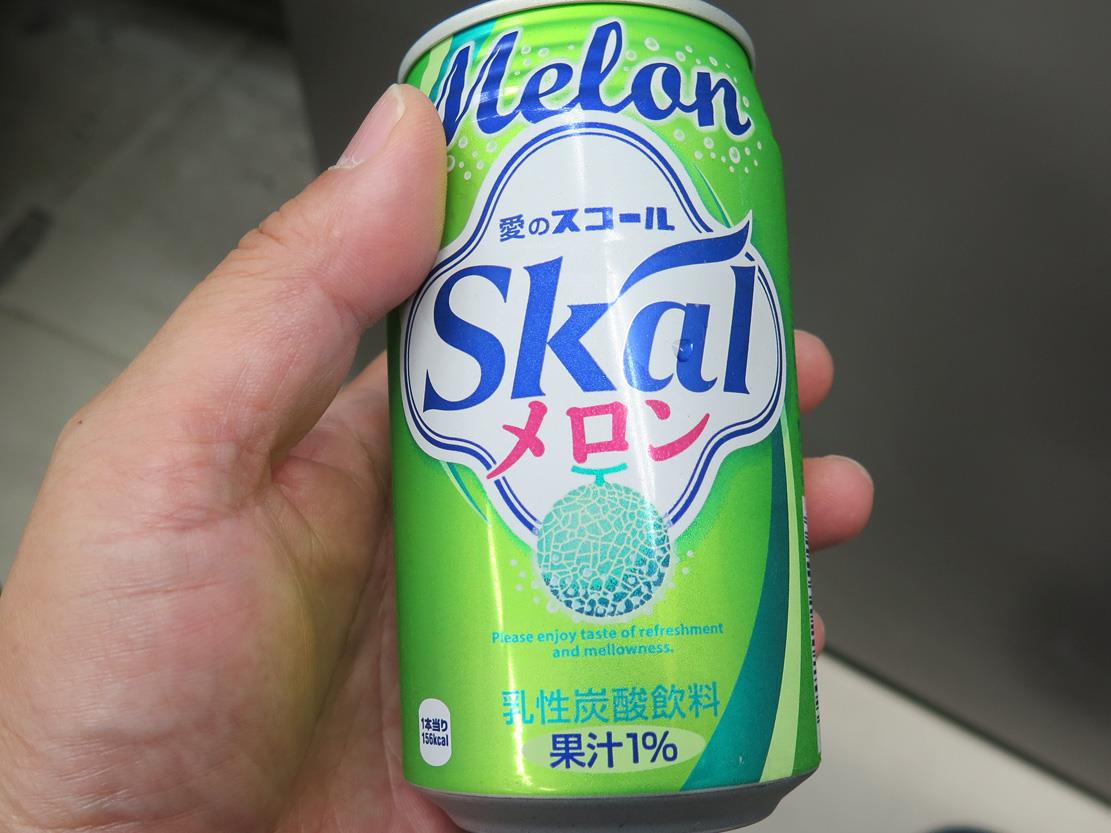 Melon
愛のスコール
Skal
メロン
Please enjoy taste of refreshment
and mellowness.
乳性炭酸飲料
1本当り
156kcal
果汁1%